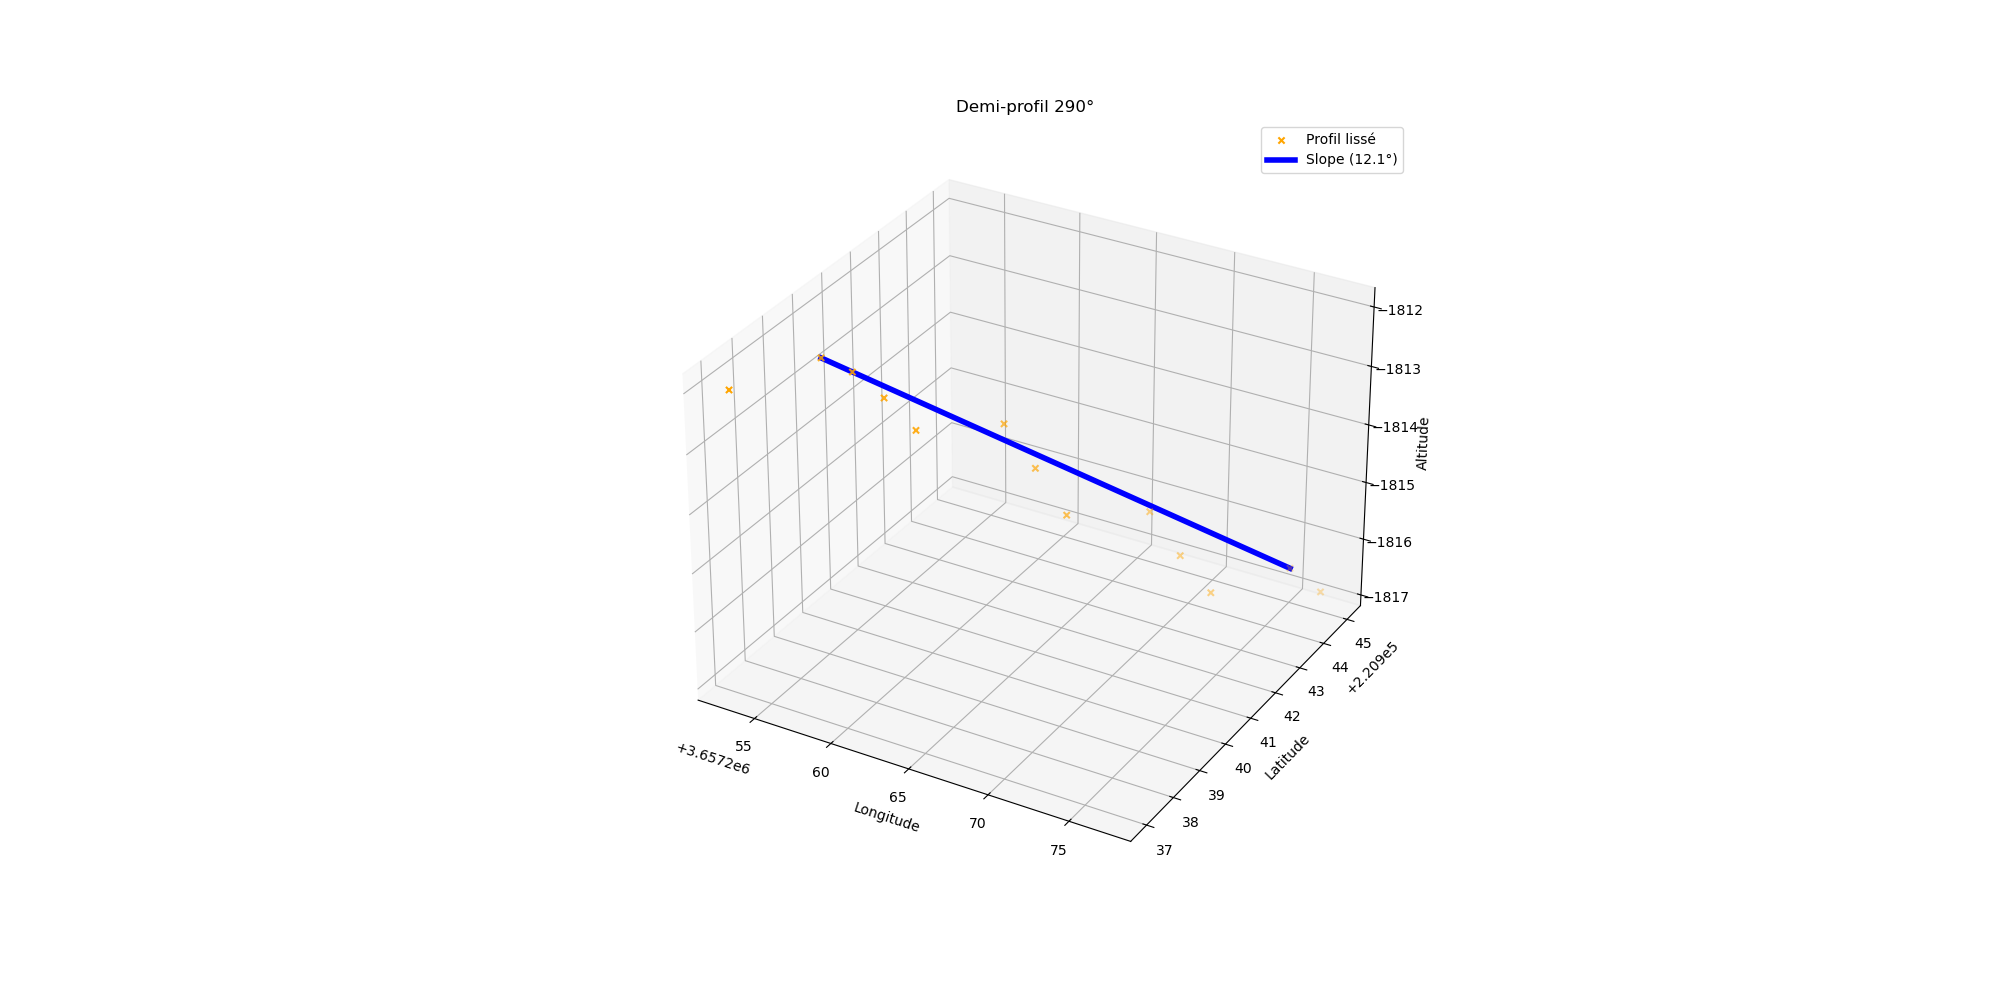 Demi-profil 290°
Profil lissé
Slope (12.1°)
−1812
−1813
−1814
−1815
−1816
−1817
Altitude
45
44
43
42
41
40
39
38
37
+2.209e5
Latitude
55
60
65
70
75
+3.6572e6
Longitude